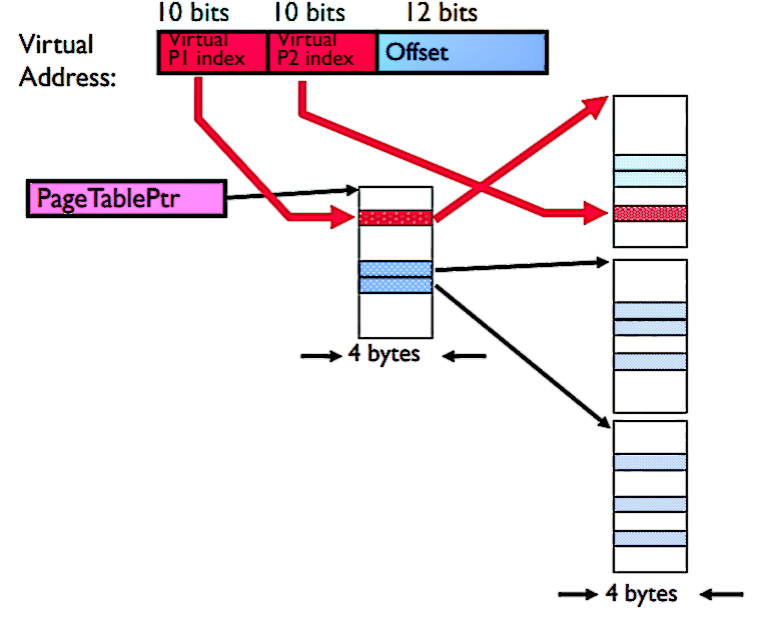 10 bits 10 bits 12 bits
Virtual
Address:
Virtual
P1 index
Virtual
P2 index
Offset
PageTablePtr
4 bytes
4 bytes